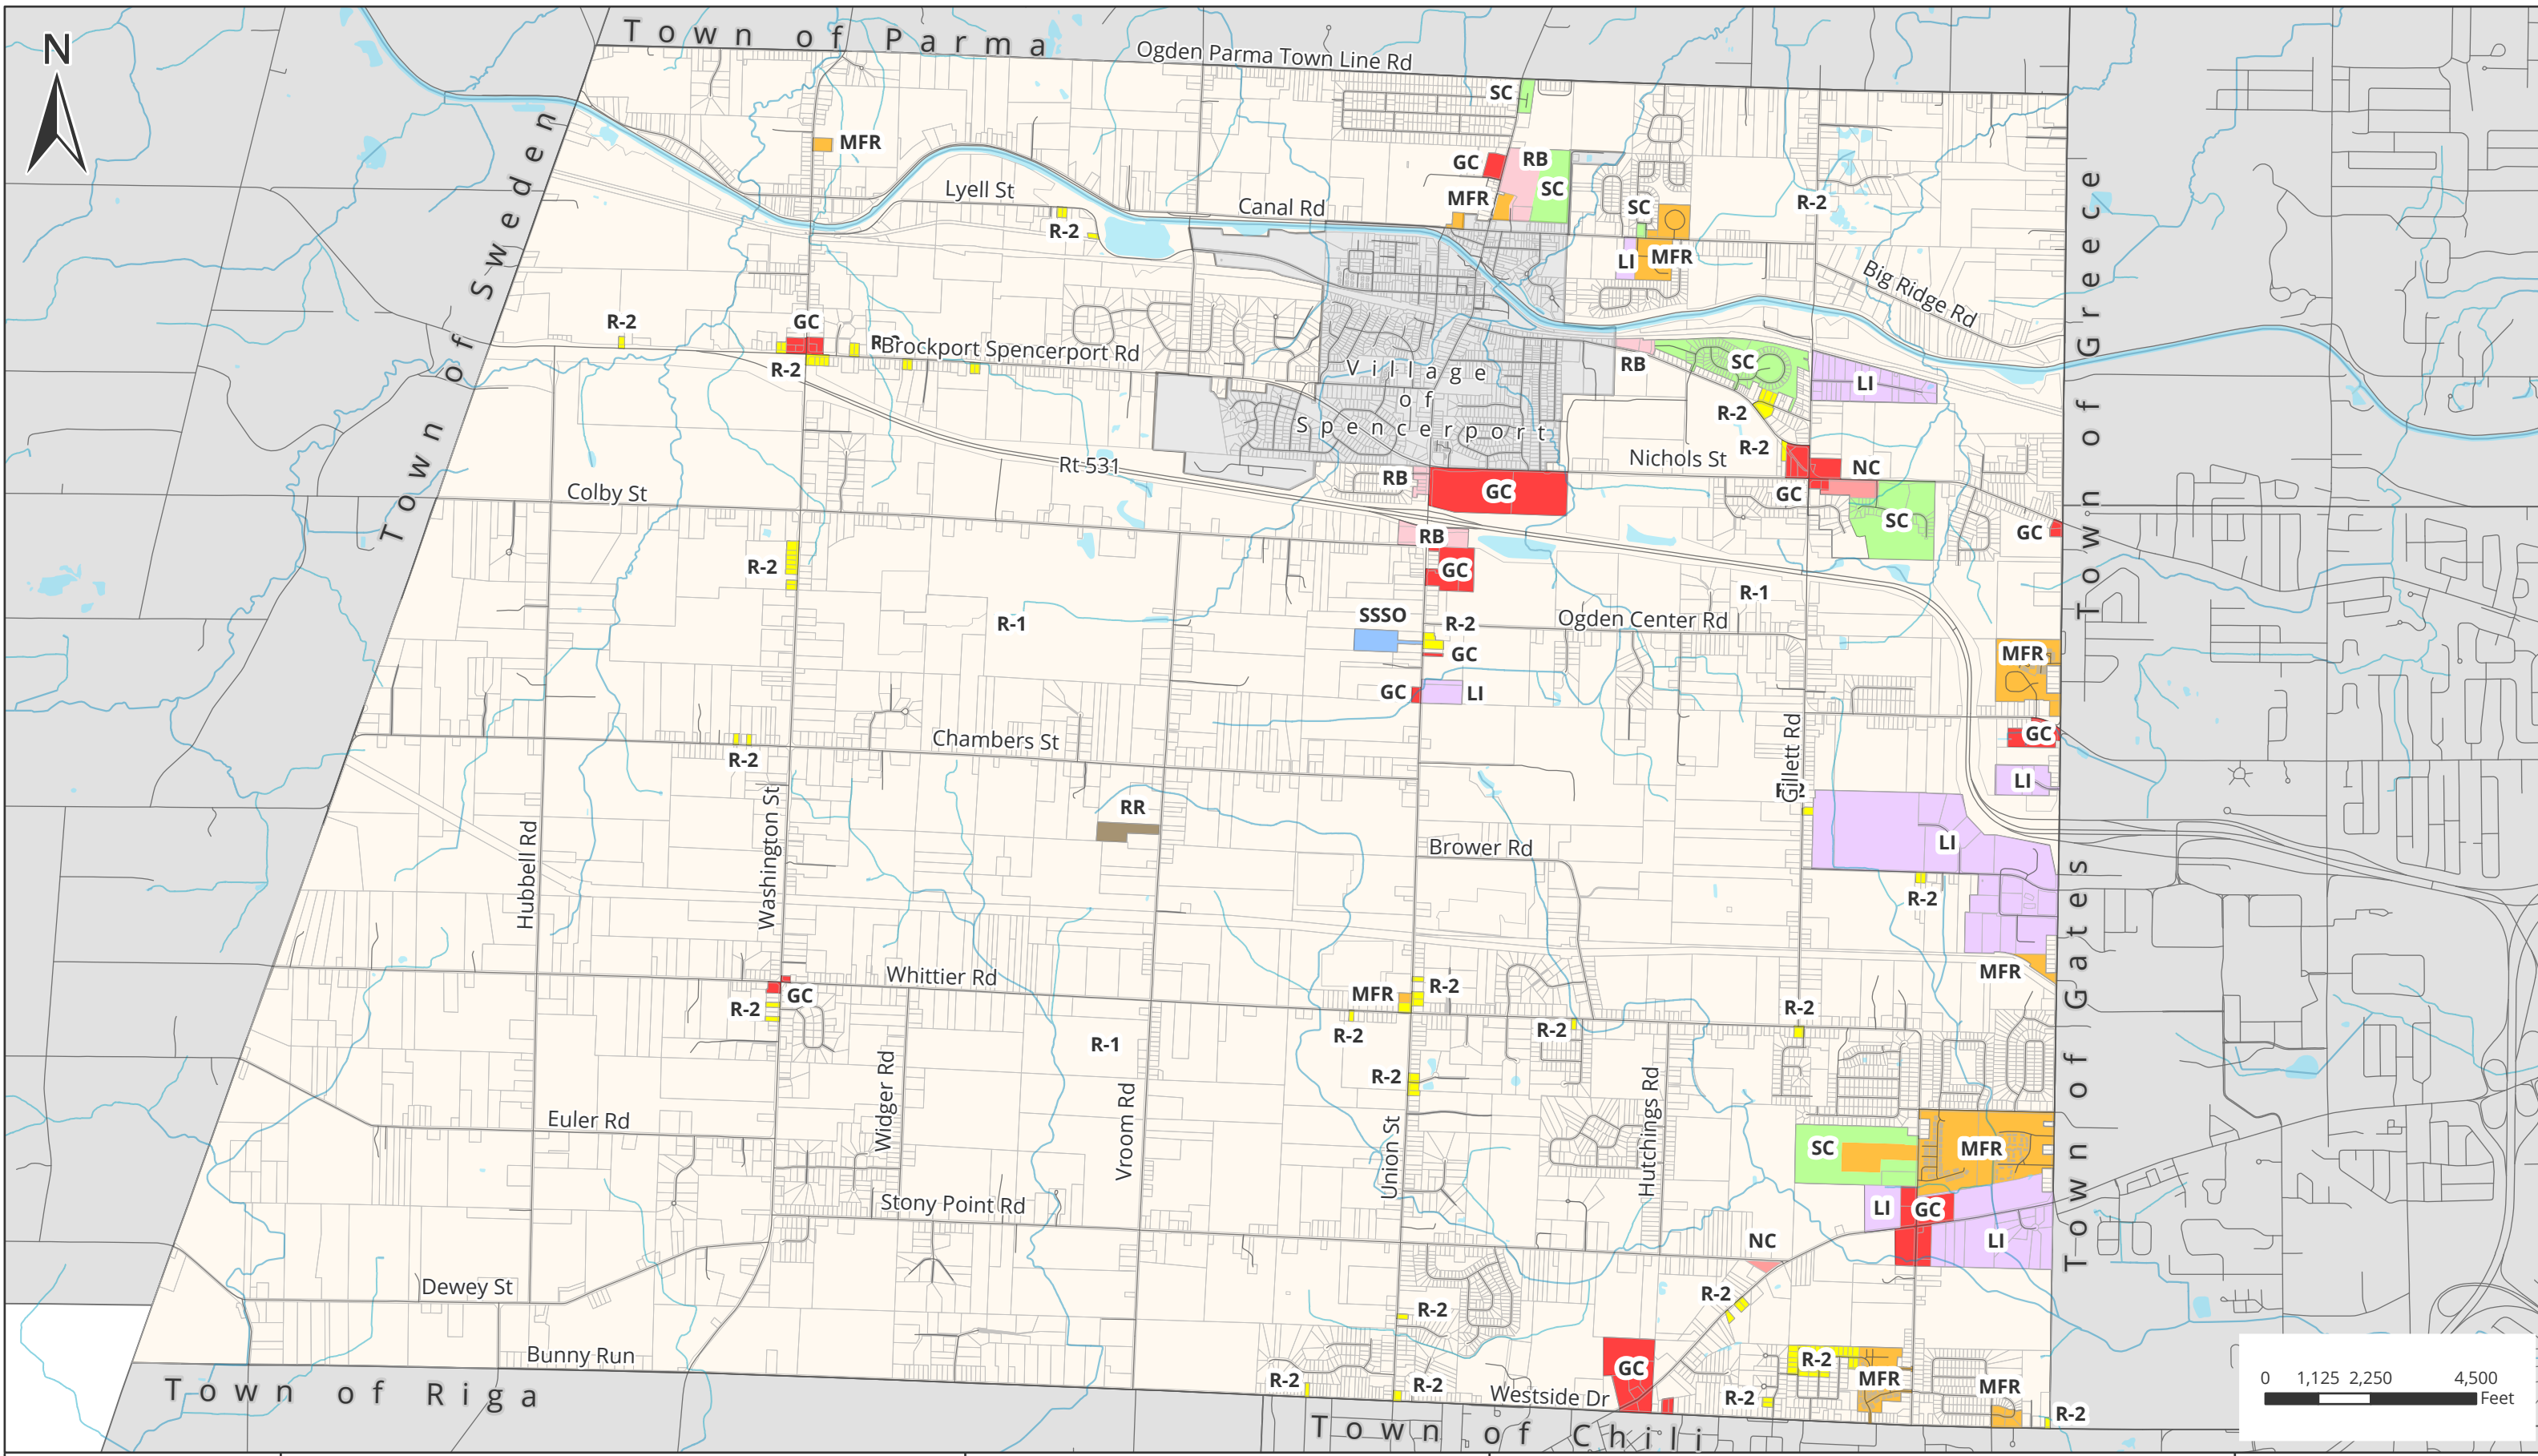 N
Town of Parma
Ogden Parma Town Line Rd
SC
MFR
GC
RB
SC
Town of Sweden
Lyell St
MFR
SC
R-2
Canal Rd
R-2
LI
MFR
Town of Greece
Big Ridge Rd
R-2
GC
Brockport Spencerport Rd
R-2
Village
of
Spencerport
RB
SC
LI
R-2
R-2
Nichols St
NC
Rt 531
RB
GC
GC
Colby St
SC
GC
RB
R-2
GC
R-1
R-1
SSSO
R-2
Ogden Center Rd
GC
MFR
GC
LI
Chambers St
R-2
Gillett Rd
GC
LI
RR
Hubbell Rd
Washington St
Brower Rd
LI
R-2
Town of Gates
Whittier Rd
GC
R-2
MFR
R-2
MFR
R-2
R-2
R-2
R-1
Widger Rd
Vroom Rd
R-2
Union St
Hutchings Rd
Euler Rd
SC
MFR
Stony Point Rd
LI
GC
NC
LI
Dewey St
R-2
R-2
Bunny Run
GC
R-2
R-2
R-2
Westside Dr
R-2
MFR
MFR
R-2
Town of Riga
Town of Chili
0 1,125 2,250 4,500
Feet